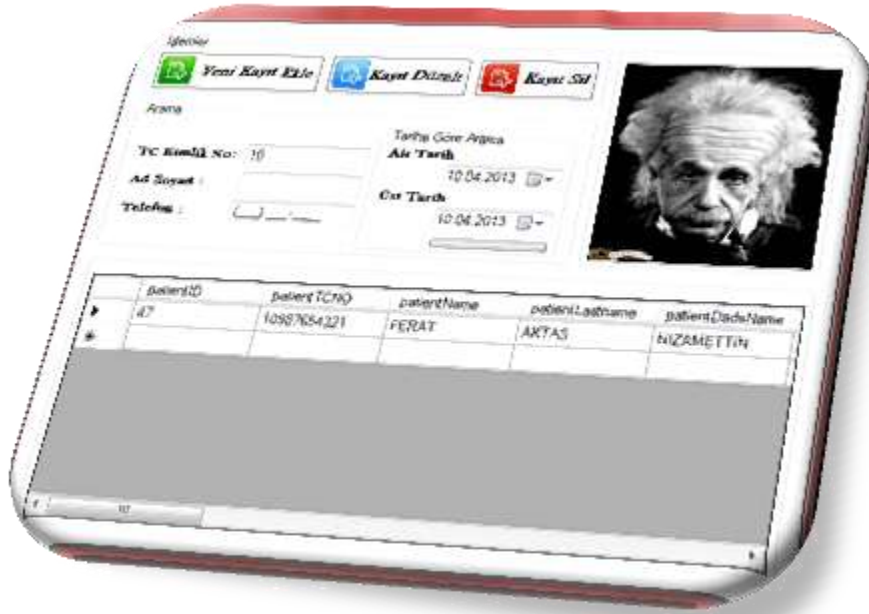 İşlemler
Yeni Kayıt Ekle
Kayıt Düzelt
Kayıt Sil
Arama
TC Kimlik No: 10
Ad Soyad :
Telefon :
Tarihe Göre Arama
Alt Tarih
10.04.2013
Üst Tarih
10.04.2013
patientID patientTCNO patientName patientLastname patientDadsName
47 10987654321 FERAT AKTAS NIZAMETTIN